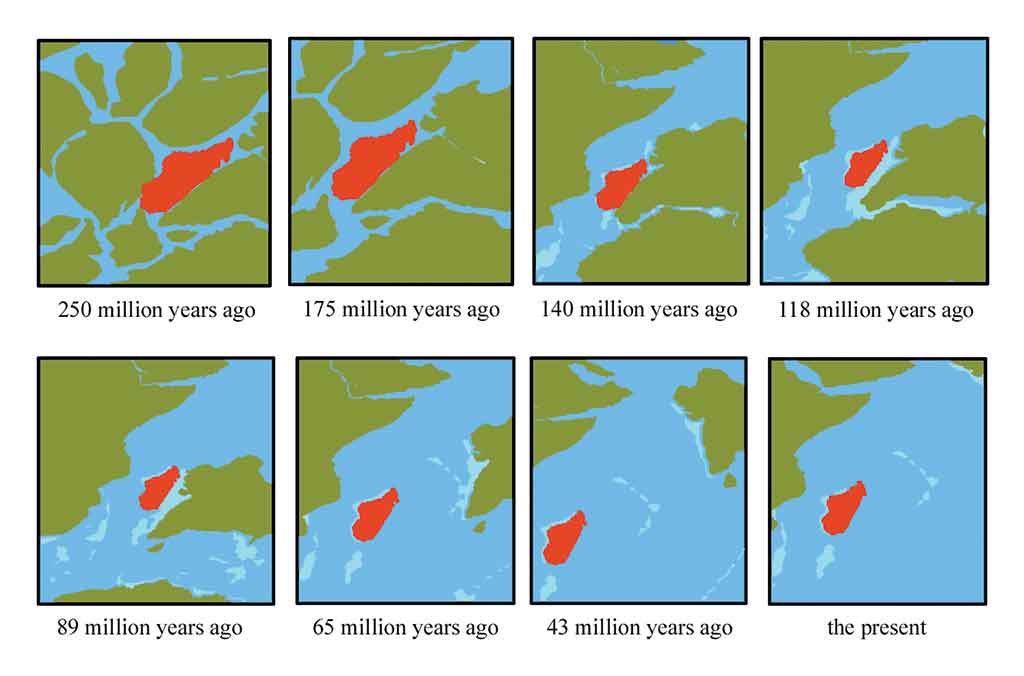 250 million years ago
175 million years ago
140 million years ago
118 million years ago
89 million years ago
65 million years ago
43 million years ago
the present